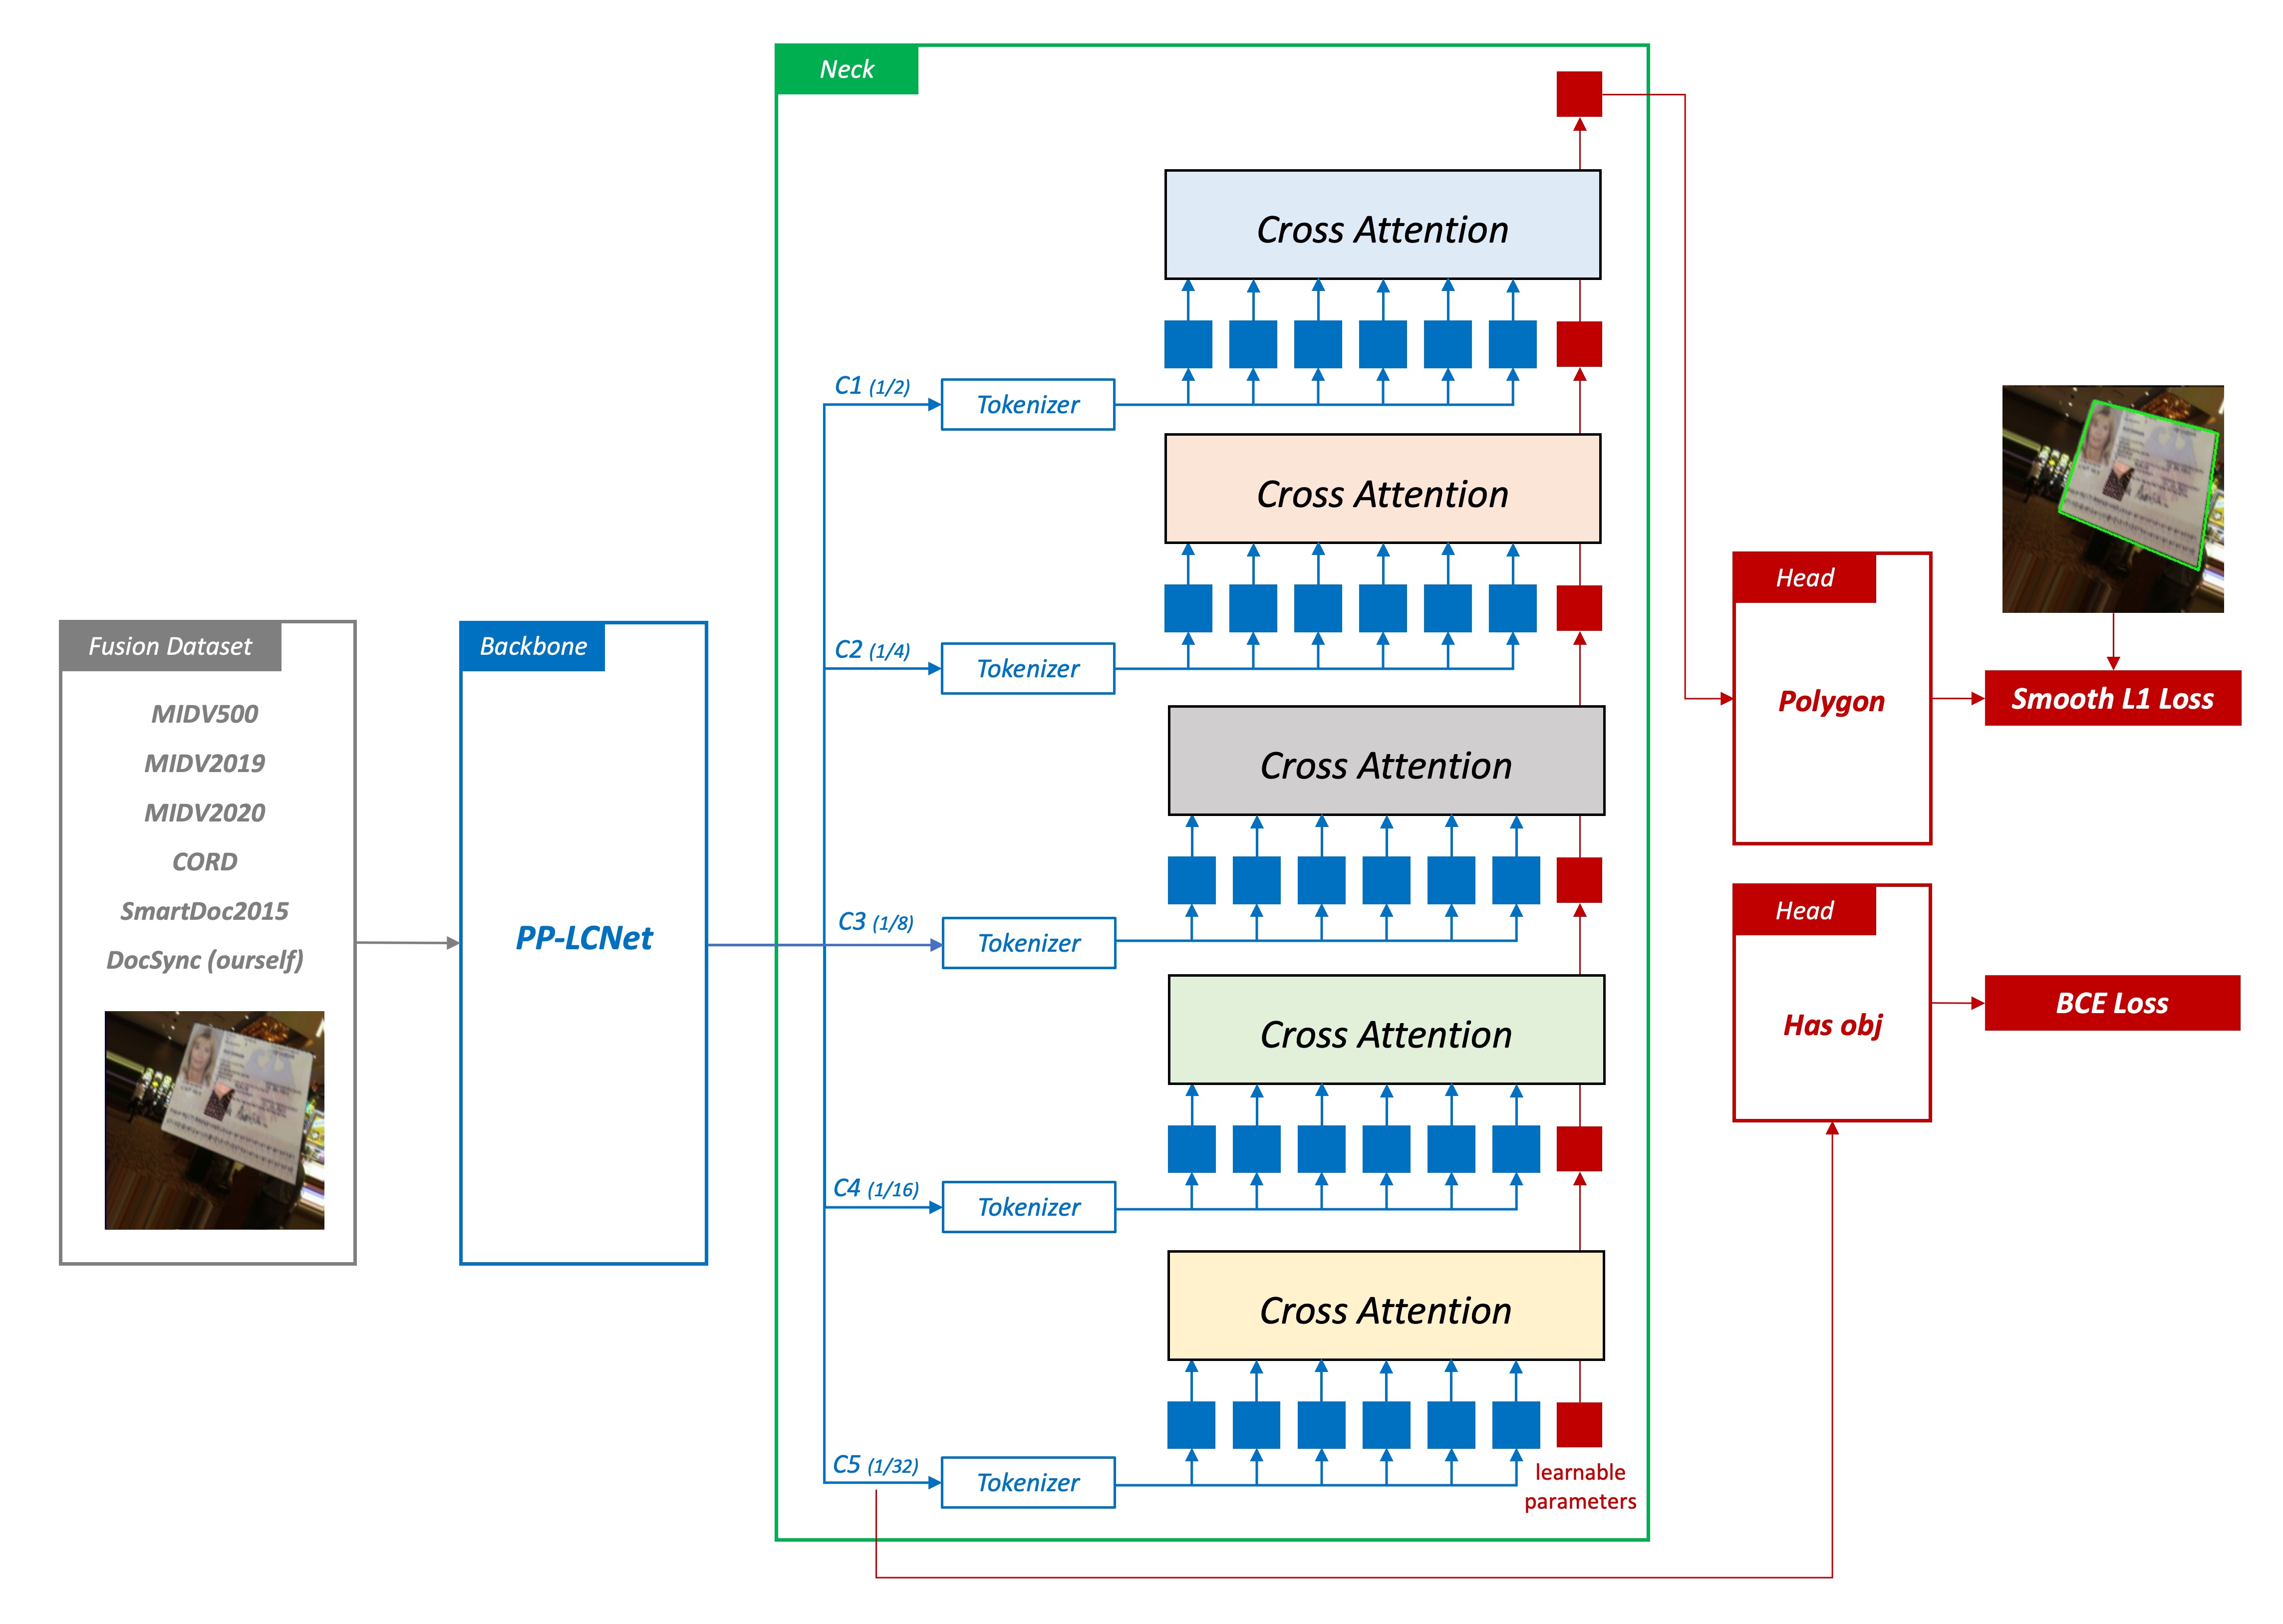 Neck
Cross Attention
C1 (1/2)
Tokenizer
Cross Attention
C2 (1/4)
Tokenizer
Cross Attention
C3 (1/8)
Tokenizer
Cross Attention
C4 (1/16)
Tokenizer
Cross Attention
C5 (1/32)
Tokenizer
learnable
parameters
Fusion Dataset
MIDV500
MIDV2019
MIDV2020
CORD
SmartDoc2015
DocSync (ourself)
Backbone
PP-LCNet
Head
Polygon
Smooth L1 Loss
Head
Has obj
BCE Loss